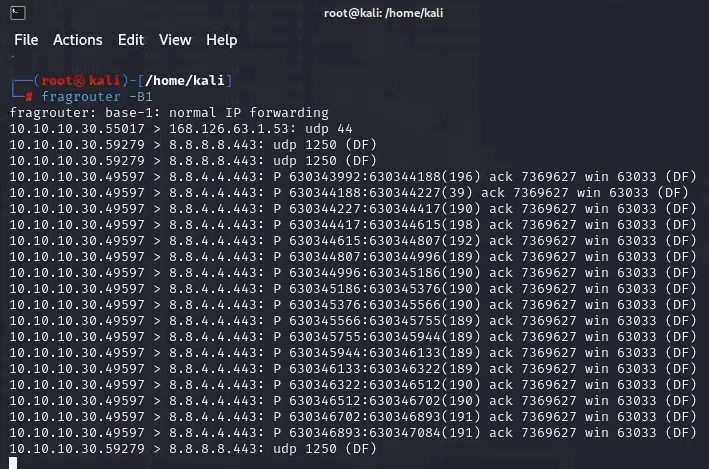 root@kali: /home/kali
File Actions Edit View Help
(root㉿kali)-[/home/kali]
# fragrouter -B1
fragrouter: base-1: normal IP forwarding
10.10.10.30.55017 > 168.126.63.1.53: udp 44
10.10.10.30.59279 > 8.8.8.8.443: udp 1250 (DF)
10.10.10.30.59279 > 8.8.8.8.443: udp 1250 (DF)
10.10.10.30.49597 > 8.8.4.4.443: P 630343992:630344188(196) ack 7369627 win 63033 (DF)
10.10.10.30.49597 > 8.8.4.4.443: P 630344188:630344227(39) ack 7369627 win 63033 (DF)
10.10.10.30.49597 > 8.8.4.4.443: P 630344227:630344417(190) ack 7369627 win 63033 (DF)
10.10.10.30.49597 > 8.8.4.4.443: P 630344417:630344615(198) ack 7369627 win 63033 (DF)
10.10.10.30.49597 > 8.8.4.4.443: P 630344615:630344807(192) ack 7369627 win 63033 (DF)
10.10.10.30.49597 > 8.8.4.4.443: P 630344807:630344996(189) ack 7369627 win 63033 (DF)
10.10.10.30.49597 > 8.8.4.4.443: P 630344996:630345186(190) ack 7369627 win 63033 (DF)
10.10.10.30.49597 > 8.8.4.4.443: P 630345186:630345376(190) ack 7369627 win 63033 (DF)
10.10.10.30.49597 > 8.8.4.4.443: P 630345376:630345566(190) ack 7369627 win 63033 (DF)
10.10.10.30.49597 > 8.8.4.4.443: P 630345566:630345755(189) ack 7369627 win 63033 (DF)
10.10.10.30.49597 > 8.8.4.4.443: P 630345755:630345944(189) ack 7369627 win 63033 (DF)
10.10.10.30.49597 > 8.8.4.4.443: P 630345944:630346133(189) ack 7369627 win 63033 (DF)
10.10.10.30.49597 > 8.8.4.4.443: P 630346133:630346322(189) ack 7369627 win 63033 (DF)
10.10.10.30.49597 > 8.8.4.4.443: P 630346322:630346512(190) ack 7369627 win 63033 (DF)
10.10.10.30.49597 > 8.8.4.4.443: P 630346512:630346702(190) ack 7369627 win 63033 (DF)
10.10.10.30.49597 > 8.8.4.4.443: P 630346702:630346893(191) ack 7369627 win 63033 (DF)
10.10.10.30.49597 > 8.8.4.4.443: P 630346893:630347084(191) ack 7369627 win 63033 (DF)
10.10.10.30.59279 > 8.8.8.8.443: udp 1250 (DF)